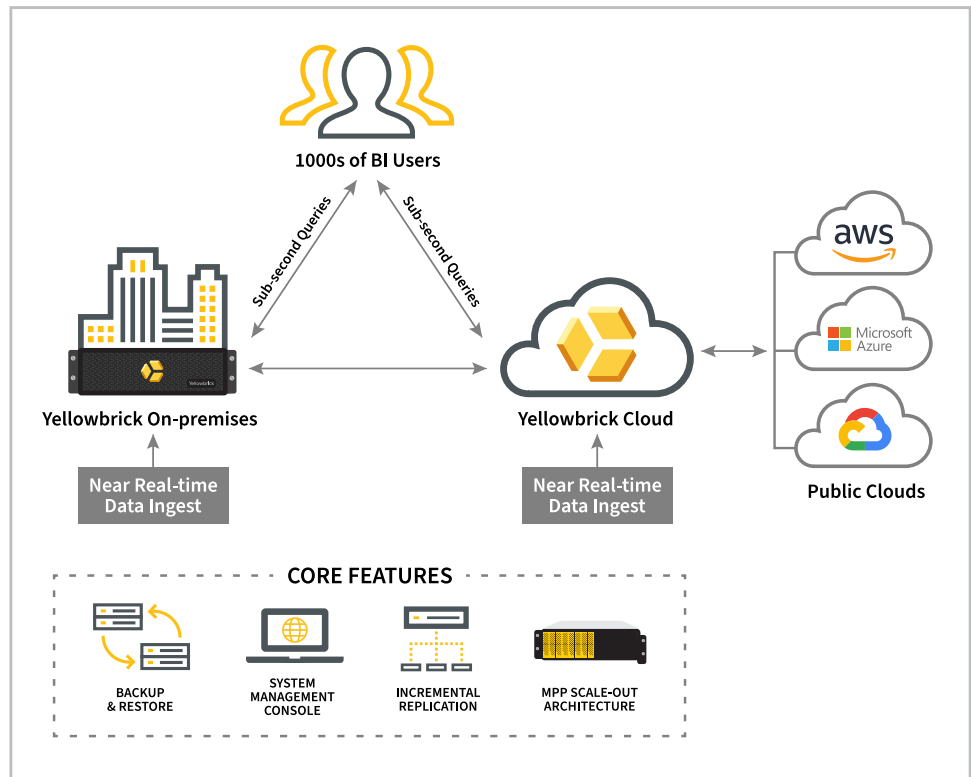 1000s of BI Users
Sub-second Queries
Sub-second Queries
aws
Microsoft
Azure
Yellowbrick
Yellowbrick On-premises
Yellowbrick Cloud
Public Clouds
Near Real-time
Data Ingest
Near Real-time
Data Ingest
CORE FEATURES
BACKUP
& RESTORE
SYSTEM
MANAGEMENT
CONSOLE
INCREMENTAL
REPLICATION
MPP SCALE-OUT
ARCHITECTURE